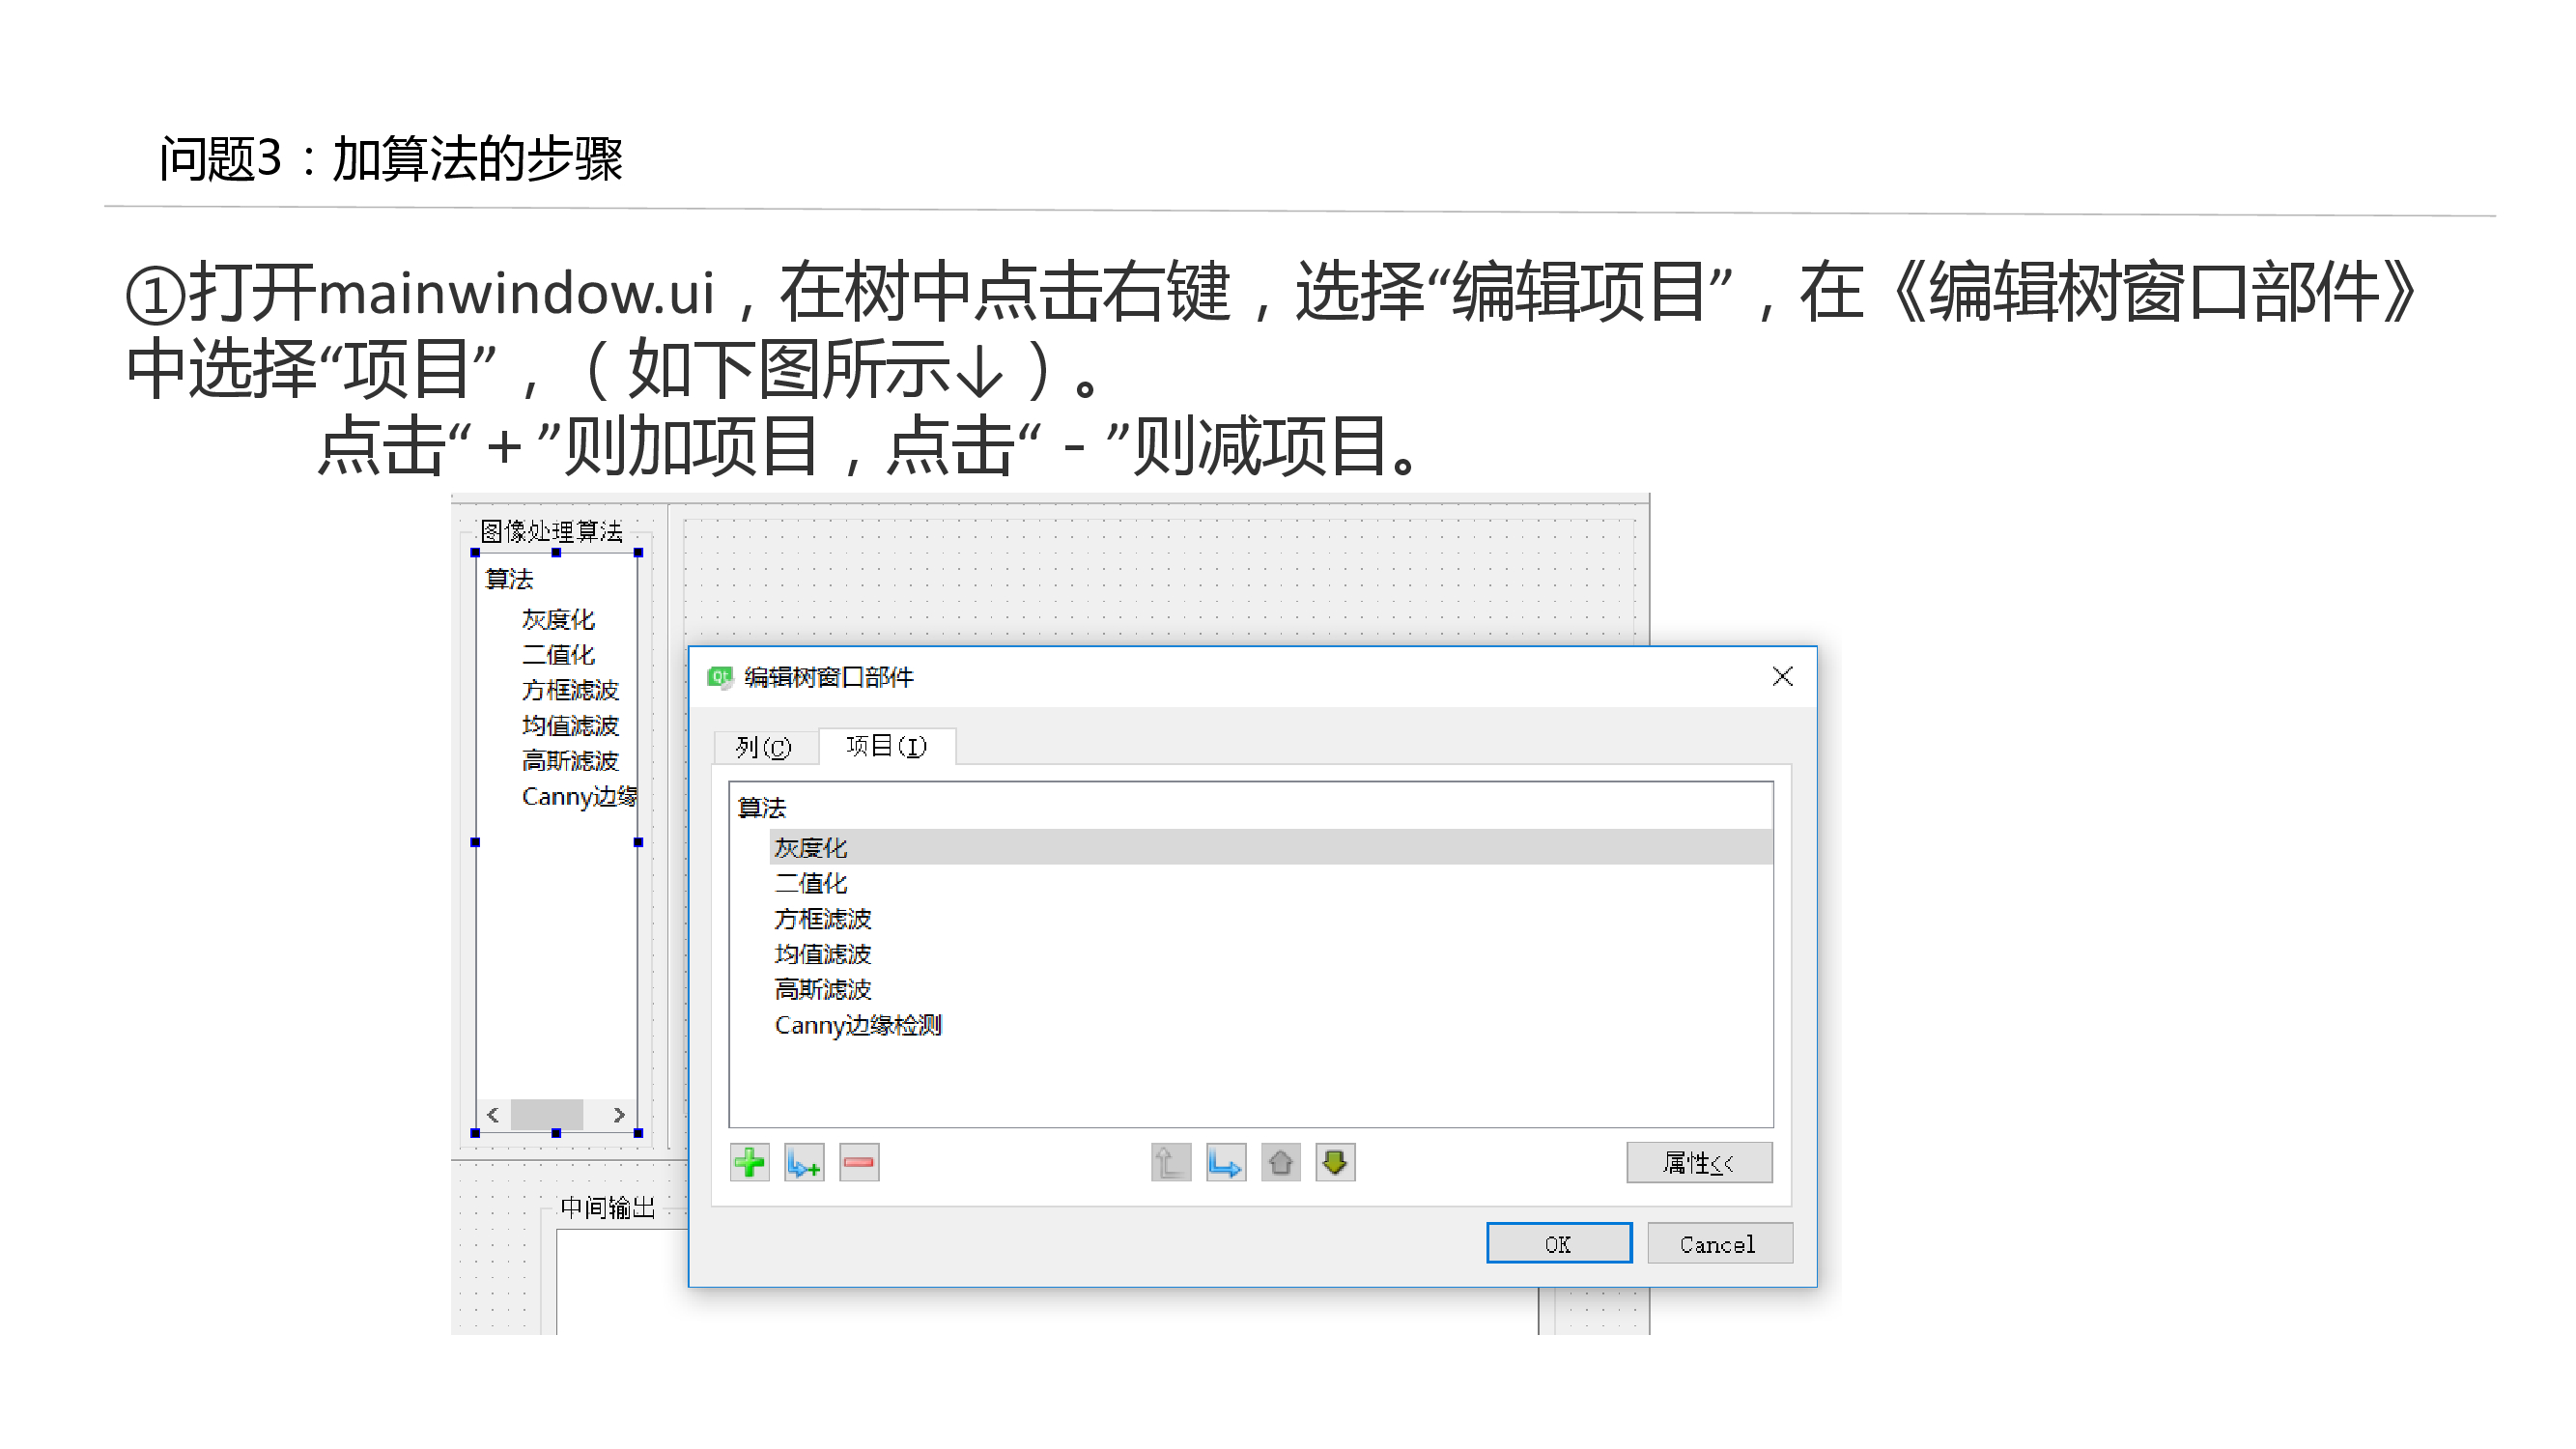 问题3：加算法的步骤
①打开mainwindow.ui，在树中点击右键，选择“编辑项目”，在《编辑树窗口部件》
中选择“项目”，（如下图所示↓）。
点击“＋”则加项目，点击“－”则减项目。
图像处理算法
算法
灰度化
二值化
方框滤波
均值滤波
高斯滤波
Canny边缘
编辑树窗口部件
列(C) 项目(I)
算法
灰度化
二值化
方框滤波
均值滤波
高斯滤波
Canny边缘检测
属性<<
中间输出
OK Cancel